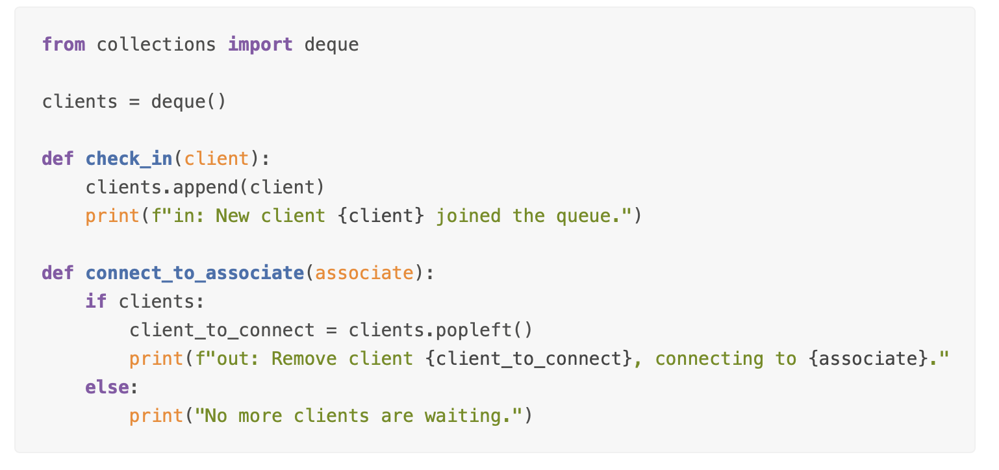 from collections import deque

clients = deque()

def check_in(client):
    clients.append(client)
    print(f"in: New client {client} joined the queue.")

def connect_to_associate(associate):
    if clients:
        client_to_connect = clients.popleft()
        print(f"out: Remove client {client_to_connect}, connecting to {associate}."
    else:
        print("No more clients are waiting.")